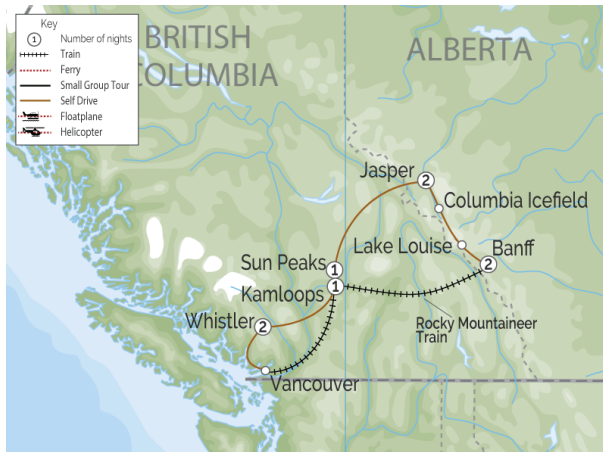 Key
1 Number of nights
Train
Ferry
Small Group Tour
Self Drive
Floatplane
Helicopter
BRITISH
COLUMBIA
ALBERTA
Jasper 2
Columbia Icefield
Lake Louise
Banff
2
Sun Peaks 1
Kamloops 1
Whistler 2
Rocky Mountaineer
Train
Vancouver